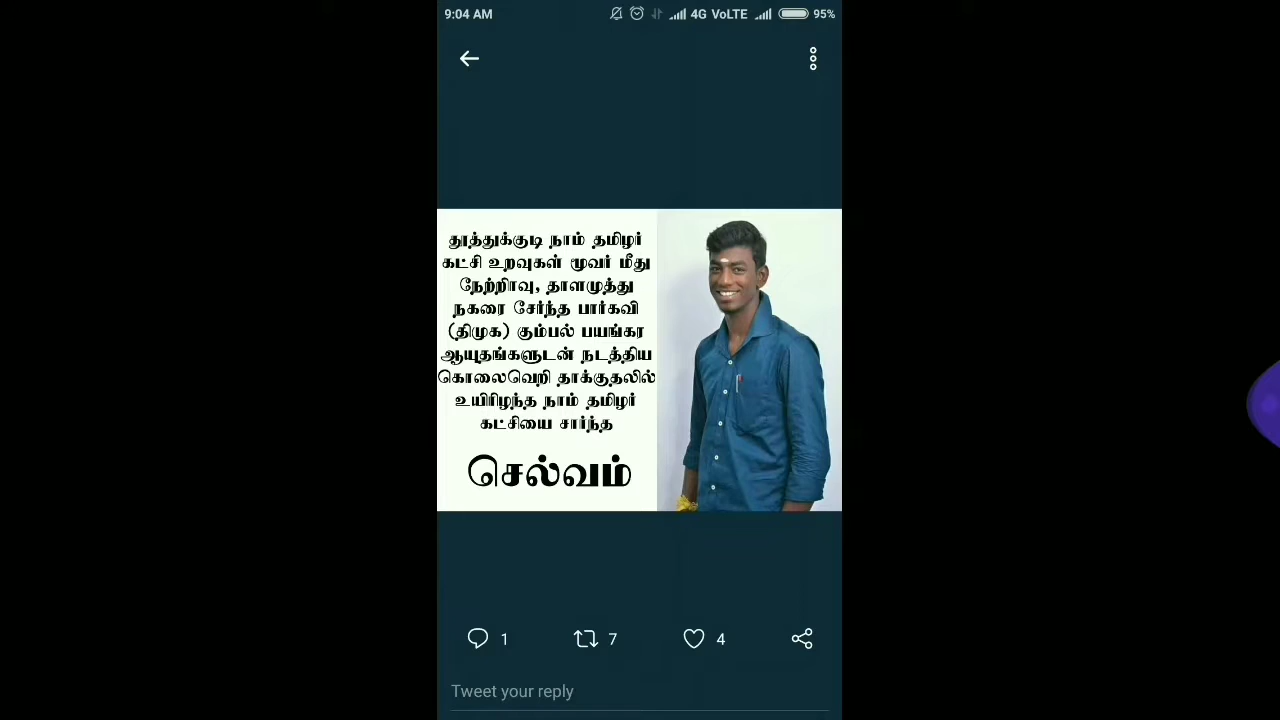 9:04 AM
4G VoLTE
95%
தூத்துக்குடி நாம் தமிழர்
கட்சி உறவுகள் மூவர் மீது
நேற்றிரவு, தாளமுத்து
நகரை சேர்ந்த பார்கவி
(திமுக) கும்பல் பயங்கர
ஆயுதங்களுடன் நடத்திய
கொலைவெறி தாக்குதலில்
உயிரிழந்த நாம் தமிழர்
கட்சியை சார்ந்த
செல்வம்
1
7
4
Tweet your reply